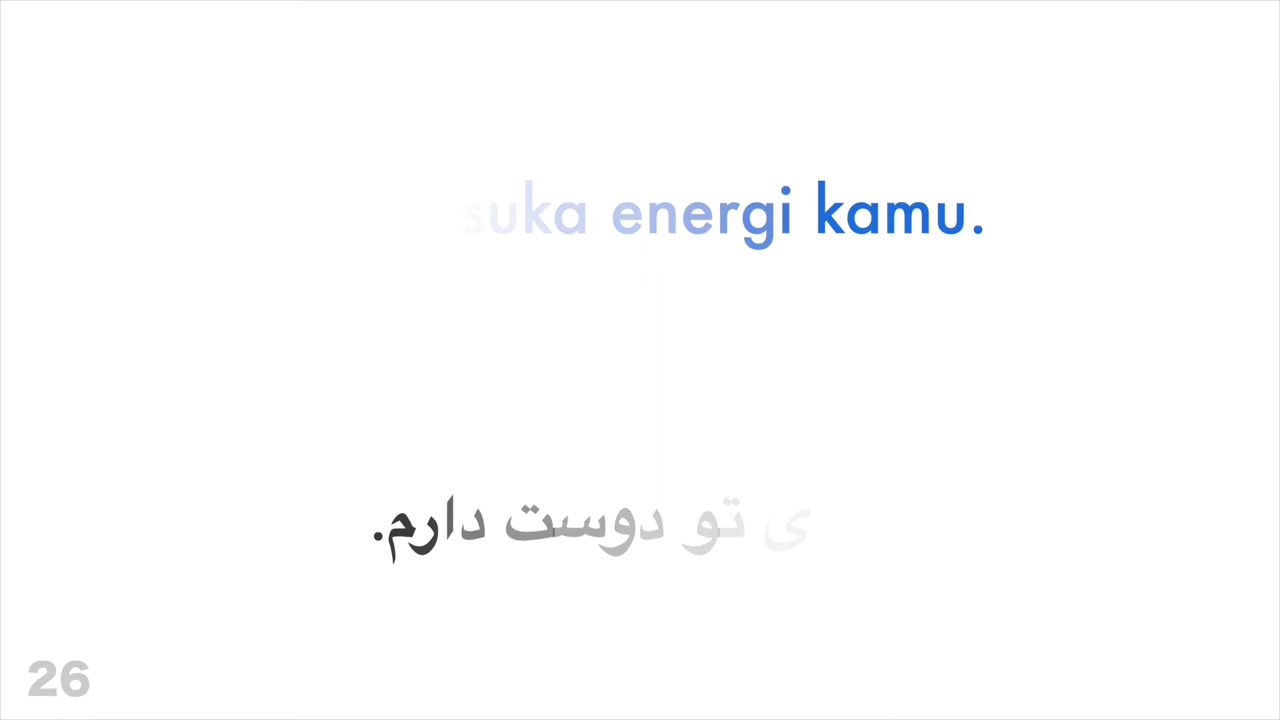 suka energi kamu.
ی تو دوست دارم.
26